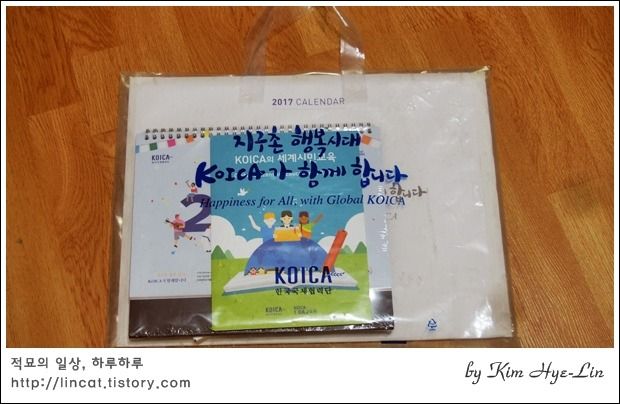 2017 CALENDAR
지구촌 행복시대
KOICA의 세계시민교육
KOICA가 함께 합니다
Happiness for All, with Global KOICA
KOICA
2
KOICA
한국국제협력단
KOICA
KOICA
적묘의 일상, 하루하루
http://lincat.tistory.com
by Kim Hye-Lin